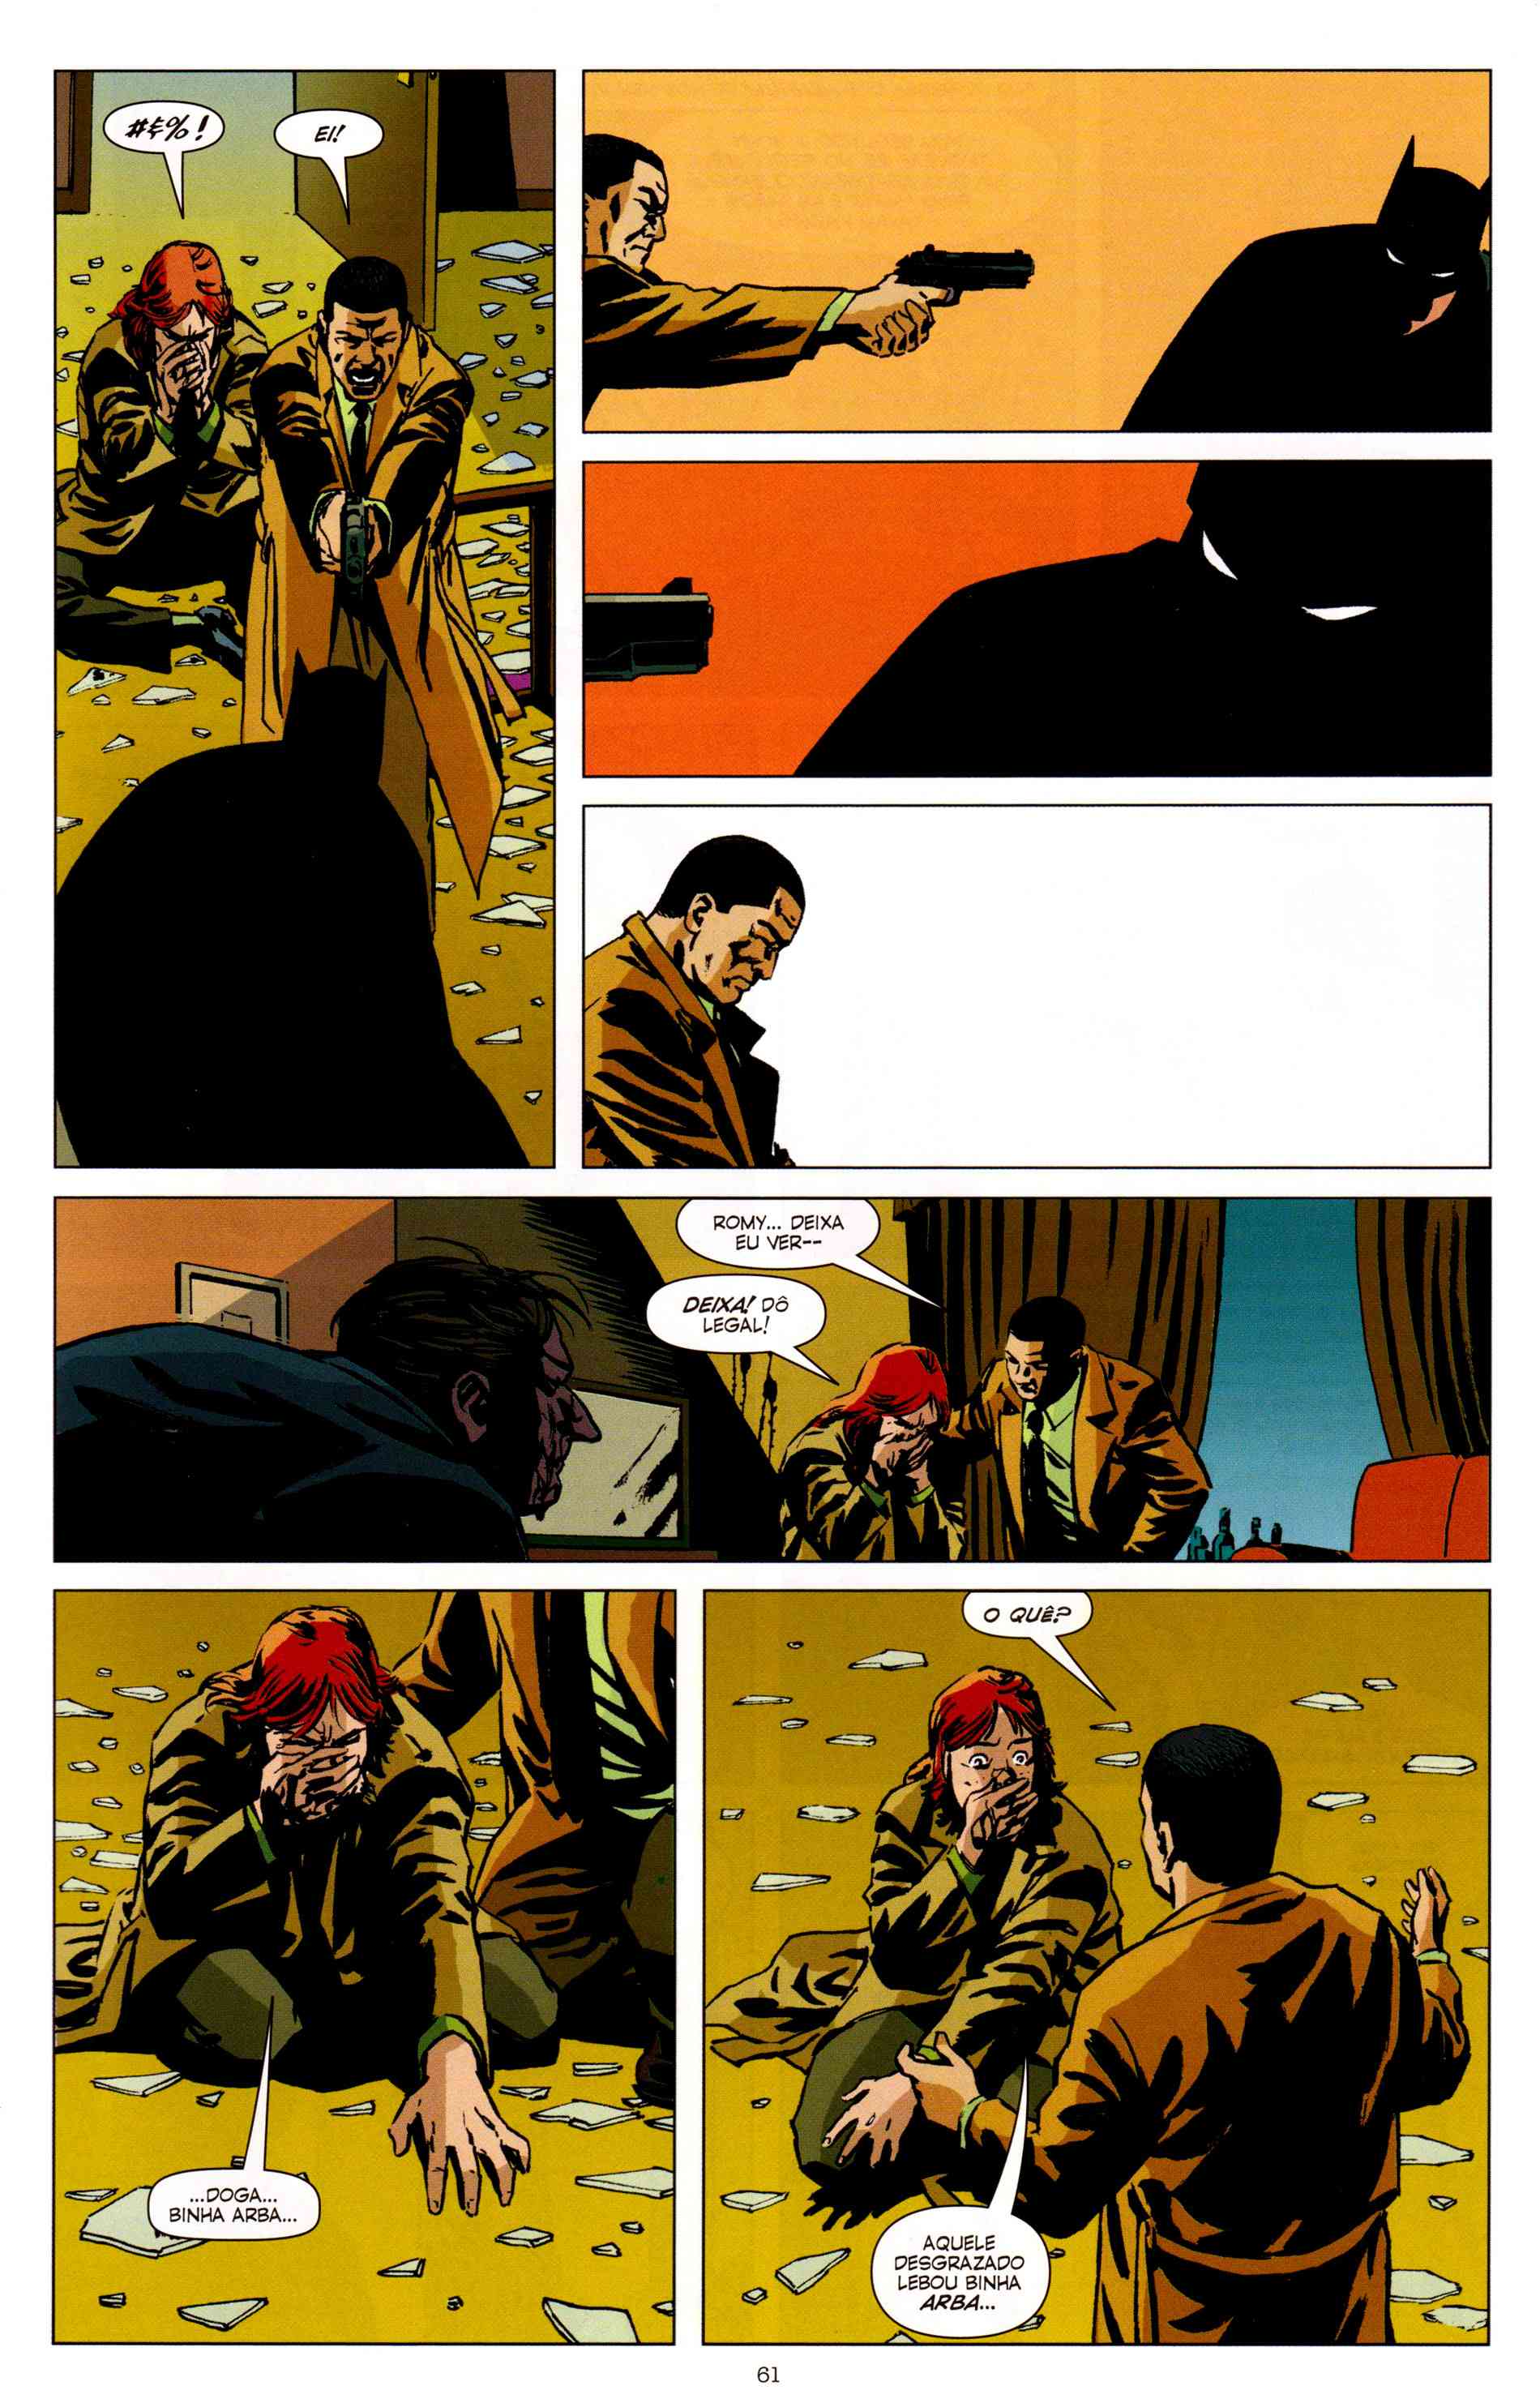 #&%!
EI!
ROMY... DEIXA
EU VER--
DEIXA! DÔ
LEGAL!
...DOGA...
BINHA ARBA...
O QUÊ?
AQUELE
DESGRAZADO
LEBOU BINHA
ARBA...
61